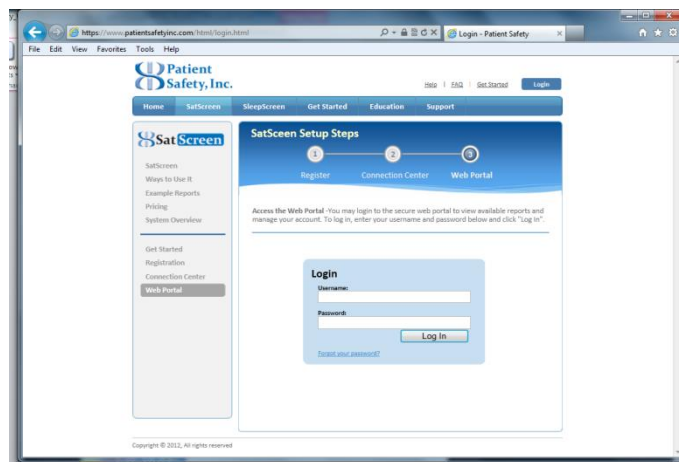 https://www.patientsafetyinc.com/html/login.html
Login - Patient Safety
File Edit View Favorites Tools Help
Patient
Safety, Inc.
Help | FAQ | Get Started Login
Home SatScreen SleepScreen Get Started Education Support
SatScreen
SatScreen
Ways to Use It
Example Reports
Pricing
System Overview
Get Started
Registration
Connection Center
Web Portal
SatSceen Setup Steps
1 2 3
Register Connection Center Web Portal
Access the Web Portal -You may login to the secure web portal to view available reports and
manage your account. To log in, enter your username and password below and click "Log In".
Login
Username:
Password:
Log In
Forgot your password?
Copyright © 2012, All rights reserved